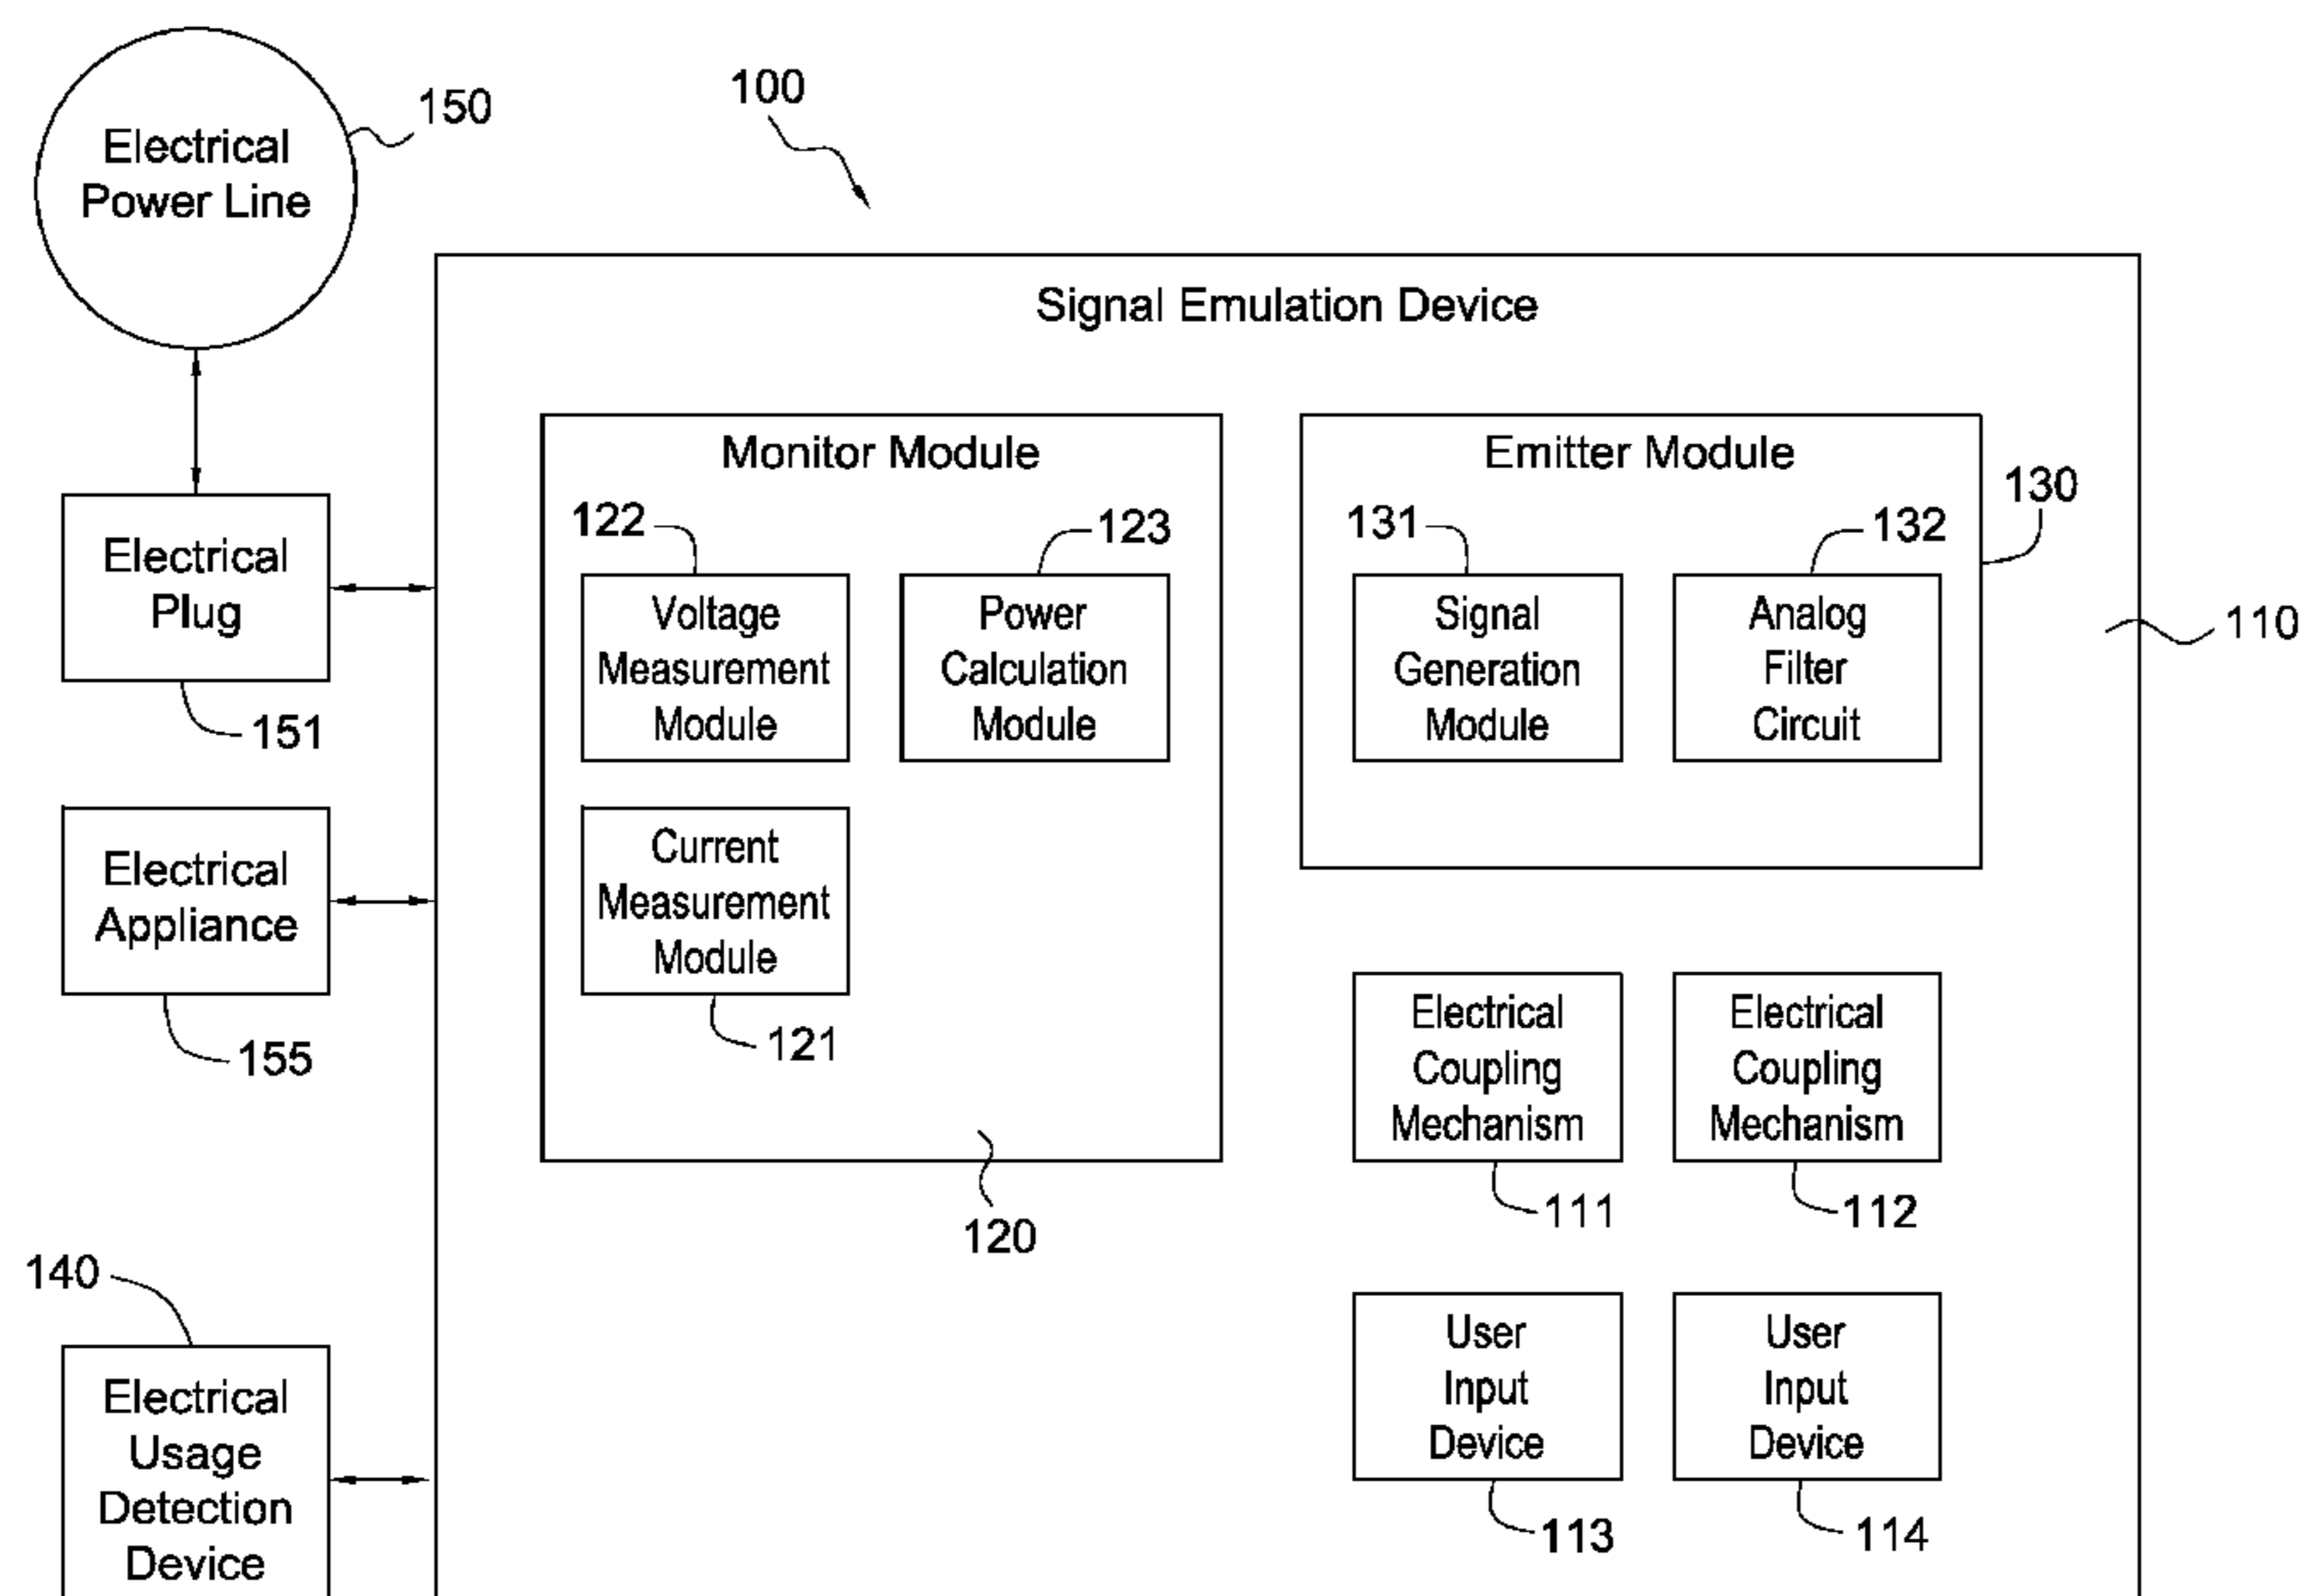 100
Electrical
Power Line
150
Signal Emulation Device
Electrical
Plug
151
Electrical
Appliance
155
140
Electrical
Usage
Detection
Device
Monitor Module
122
123
Voltage
Measurement
Module
Power
Calculation
Module
Current
Measurement
Module
121
120
Emitter Module
130
131
132
Signal
Generation
Module
Analog
Filter
Circuit
110
Electrical
Coupling
Mechanism
111
Electrical
Coupling
Mechanism
112
User
Input
Device
113
User
Input
Device
114